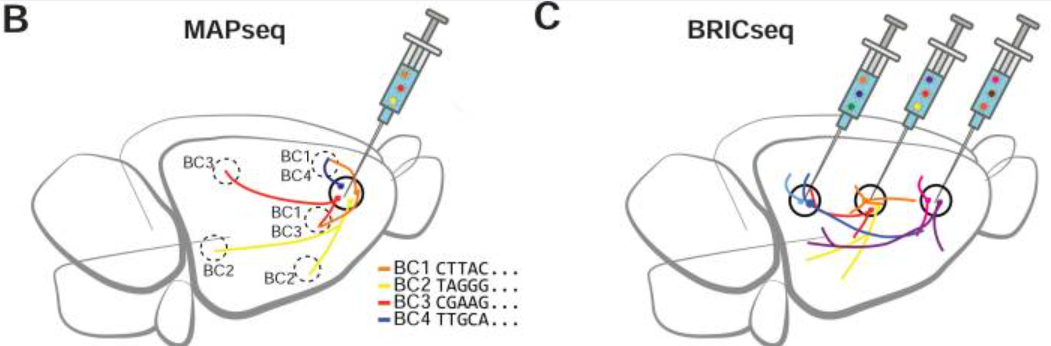 B
MAPseq
BC3
BC1
BC4
BC1
BC3
BC2
BC2
BC1 CTTAC...
BC2 TAGGG...
BC3 CGAAG...
BC4 TTGCA...
C
BRICseq